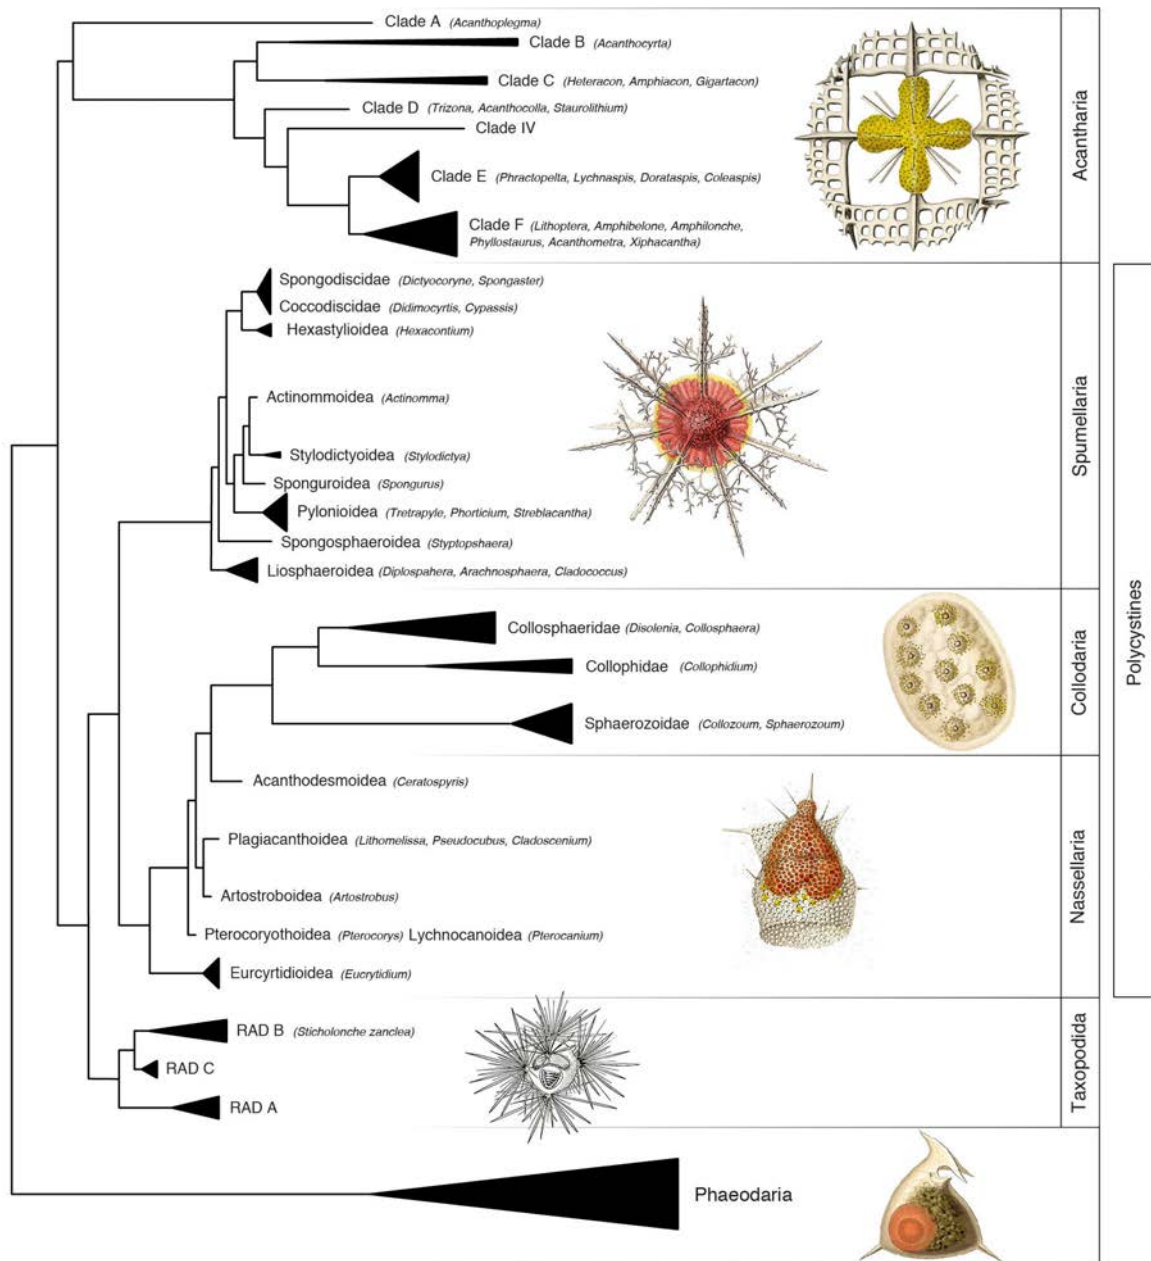 Clade A (Acanthoplegma)
Clade B (Acanthocyrta)
Clade C (Heteracon, Amphiacon, Gigartacon)
Clade D (Trizona, Acanthocolla, Staurolithium)
Clade IV
Clade E (Phractopelta, Lychnaspis, Dorataspis, Coleaspis)
Clade F (Lithoptera, Amphibelone, Amphilonche,
Phyllostaurus, Acanthometra, Xiphacantha)
Acantharia
Spongodiscidae (Dictyocoryne, Spongaster)
Coccodiscidae (Didimocyrtis, Cypassis)
Hexastylioidea (Hexacontium)
Actinommoidea (Actinomma)
Stylodictyoidea (Stylodictya)
Sponguroidea (Spongurus)
Pylonioidea (Tretrapyle, Phorticium, Streblacantha)
Spongosphaeroidea (Styptopshaera)
Liosphaeroidea (Diplospahera, Arachnosphaera, Cladococcus)
Spumellaria
Collosphaeridae (Disolenia, Collosphaera)
Collophidae (Collophidium)
Sphaerozoidae (Collozoum, Sphaerozoum)
Collodaria
Acanthodesmoidea (Ceratospyris)
Plagiacanthoidea (Lithomelissa, Pseudocubus, Cladoscenium)
Artostroboidea (Artostrobus)
Pterocoryothoidea (Pterocorys) Lychnocanoidea (Pterocanium)
Eurcyrtidioidea (Eucrytidium)
Nassellaria
Polycystines
RAD B (Sticholonche zanclea)
RAD C
RAD A
Taxopodida
Phaeodaria